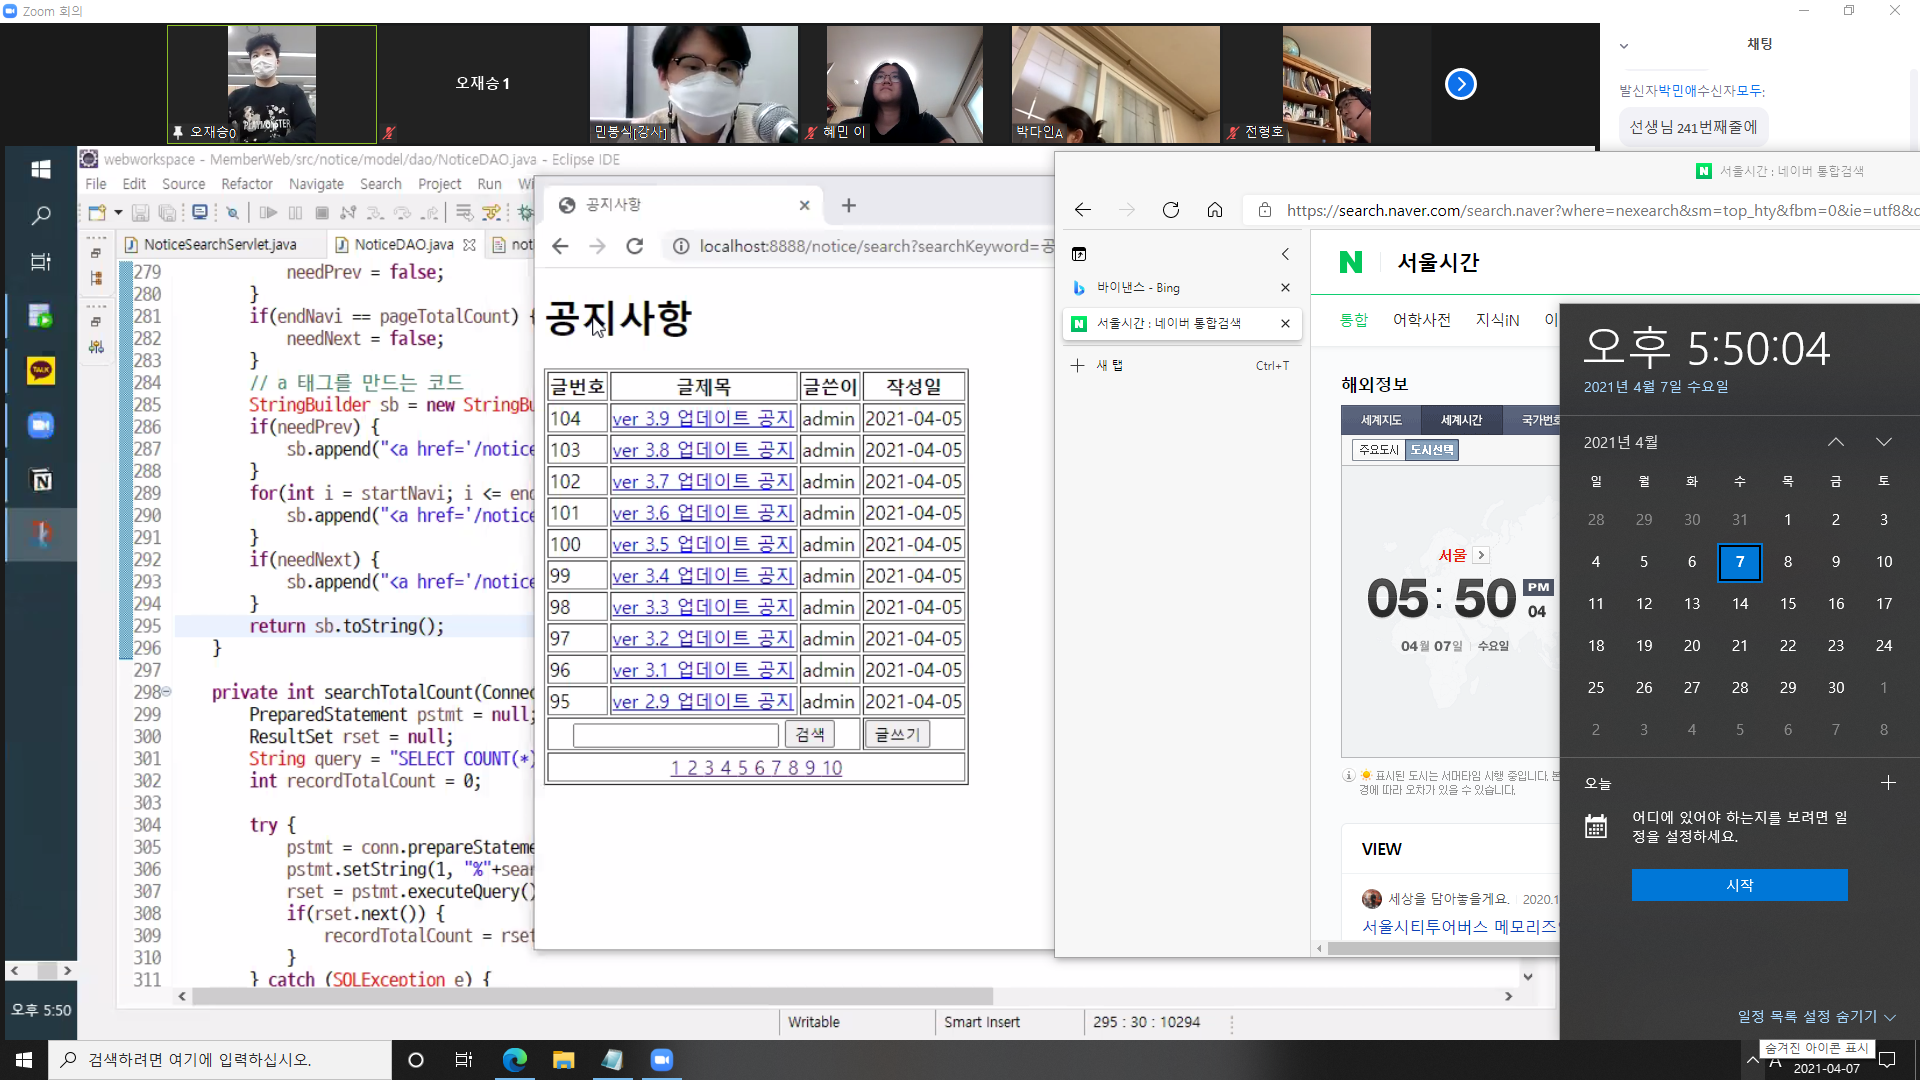 Zoom 회의
오재승0
오재승1
민봉식[강사]
혜민 이
박다인A
전형호
채팅
발신자박민애수신자모두:
선생님 241번째줄에
webworkspace - MemberWeb/src/notice/model/dao/NoticeDAO.java - Eclipse IDE
File Edit Source Refactor Navigate Search Project Run
NoticeSearchServlet.java
NoticeDAO.java
279 needPrev = false;
280 }
281 if(endNavi == pageTotalCount) {
282 needNext = false;
283 }
284 // a 태그를 만드는 코드
285 StringBuilder sb = new StringBu
286 if(needPrev) {
287 sb.append("<a href='/notice
288 }
289 for(int i = startNavi; i <= en
290 sb.append("<a href='/notice
291 }
292 if(needNext) {
293 sb.append("<a href='/notice
294 }
295 return sb.toString();
296 }
297
298 private int searchTotalCount(Connec
299 PreparedStatement pstmt = null;
300 ResultSet rset = null;
301 String query = "SELECT COUNT(*)
302 int recordTotalCount = 0;
303
304 try {
305 pstmt = conn.prepareStateme
306 pstmt.setString(1, "%"+sear
307 rset = pstmt.executeQuery()
308 if(rset.next()) {
309 recordTotalCount = rset
310 }
311 } catch (SQLException e) {
Writable
Smart Insert
295 : 30 : 10294
오후 5:50
공지사항
localhost:8888/notice/search?searchKeyword=공
공지사항
글번호 글제목 글쓴이 작성일
104 ver 3.9 업데이트 공지 admin 2021-04-05
103 ver 3.8 업데이트 공지 admin 2021-04-05
102 ver 3.7 업데이트 공지 admin 2021-04-05
101 ver 3.6 업데이트 공지 admin 2021-04-05
100 ver 3.5 업데이트 공지 admin 2021-04-05
99 ver 3.4 업데이트 공지 admin 2021-04-05
98 ver 3.3 업데이트 공지 admin 2021-04-05
97 ver 3.2 업데이트 공지 admin 2021-04-05
96 ver 3.1 업데이트 공지 admin 2021-04-05
95 ver 2.9 업데이트 공지 admin 2021-04-05
검색 글쓰기
1 2 3 4 5 6 7 8 9 10
서울시간 : 네이버 통합검색
https://search.naver.com/search.naver?where=nexearch&sm=top_hty&fbm=0&ie=utf8&
바이낸스 - Bing
서울시간 : 네이버 통합검색
새 탭 Ctrl+T
N 서울시간
통합 어학사전 지식iN
해외정보
세계지도 세계시간 국가번호
주요도시 도시선택
서울
05:50 PM
04
04월 07일 수요일
표시된 도시는 서머타임 시행 중입니다. 본
경에 따라 오차가 있을 수 있습니다.
VIEW
세상을 담아놓을게요. 2020.1
서울시티투어버스 메모리즈
오후 5:50:04
2021년 4월 7일 수요일
2021년 4월
일 월 화 수 목 금 토
28 29 30 31 1 2 3
4 5 6 7 8 9 10
11 12 13 14 15 16 17
18 19 20 21 22 23 24
25 26 27 28 29 30 1
2 3 4 5 6 7 8
오늘
어디에 있어야 하는지를 보려면 일
정을 설정하세요.
시작
일정 목록 설정 숨기기
숨겨진 아이콘 표시
검색하려면 여기에 입력하십시오.
A
2021-04-07